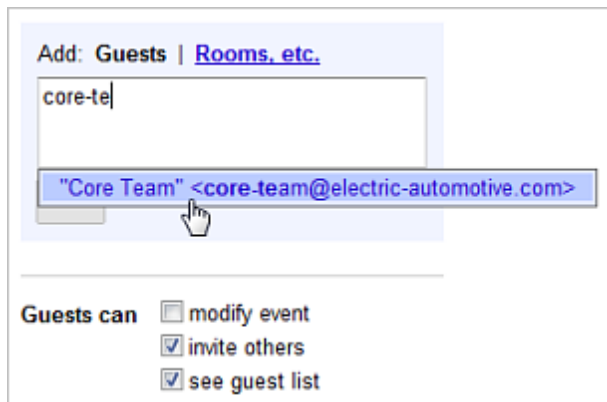 Add: Guests | Rooms, etc.
core-te
"Core Team" <core-team@electric-automotive.com>
Guests can modify event
invite others
see guest list